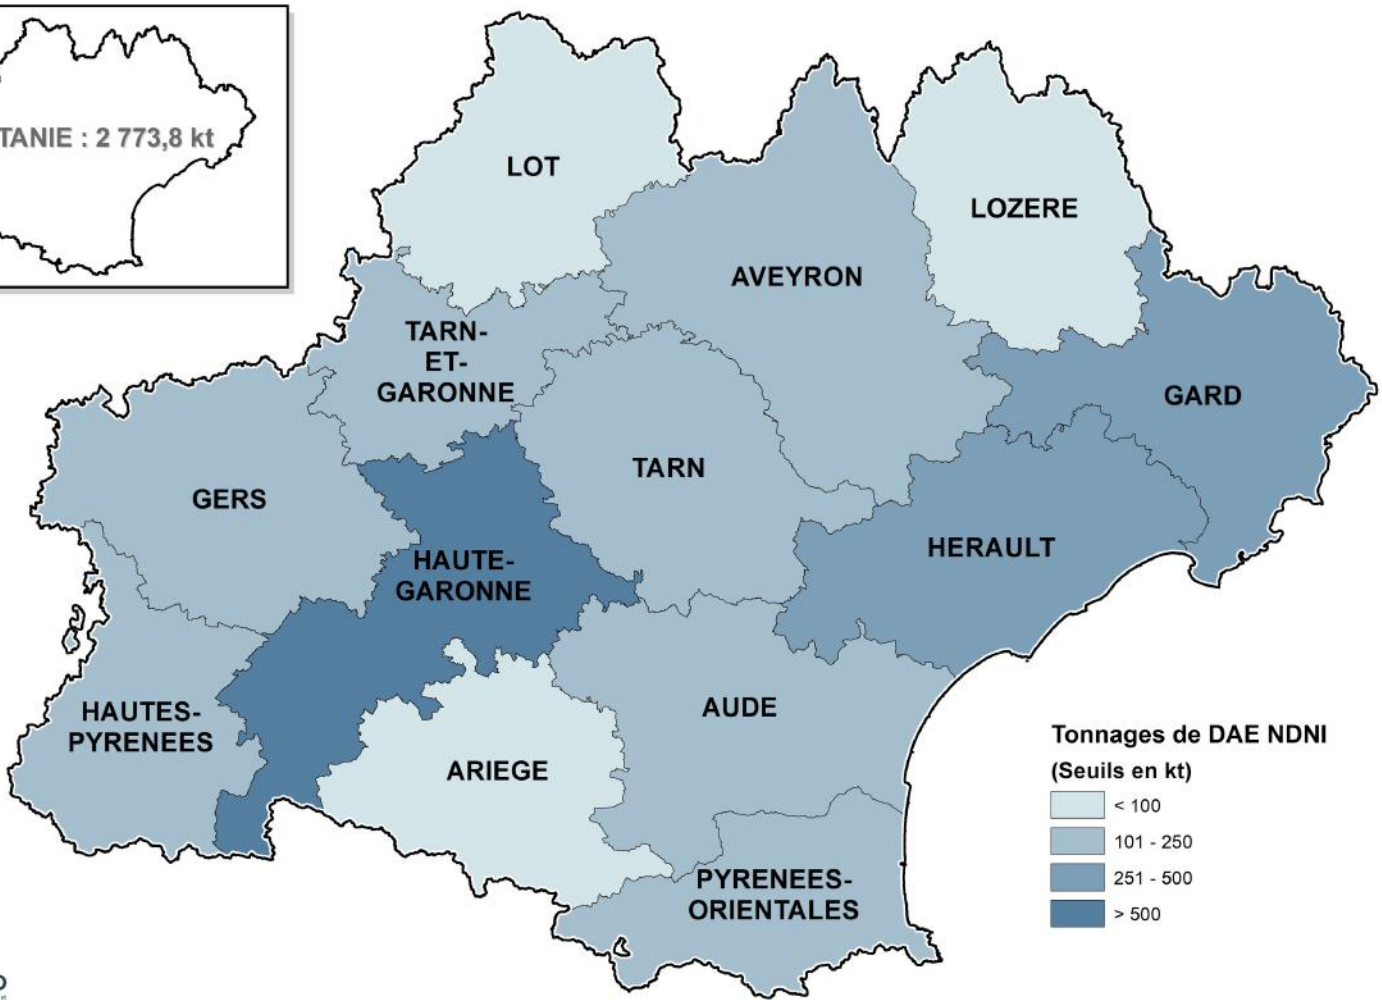 TANIE : 2 773,8 kt
LOT
LOZERE
AVEYRON
TARN-
ET-
GARONNE
GARD
TARN
GERS
HERAULT
HAUTE-
GARONNE
HAUTES-
PYRENEES
AUDE
ARIEGE
PYRENEES-
ORIENTALES
Tonnages de DAE NDNI
(Seuils en kt)
< 100
101 - 250
251 - 500
> 500